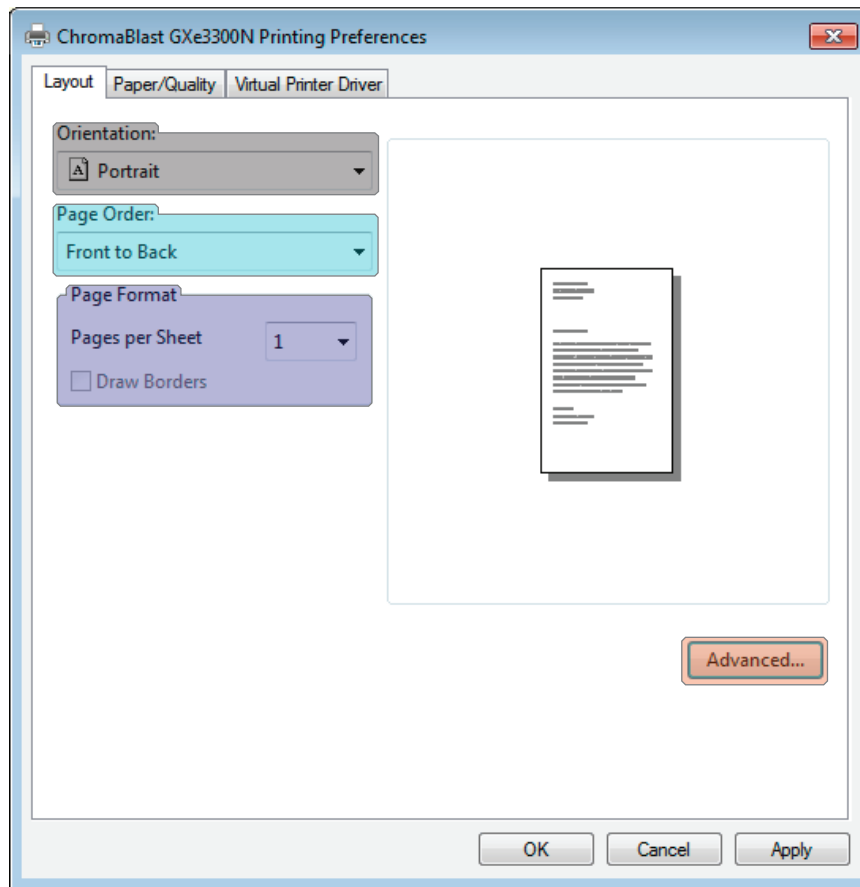 ChromaBlast GXe3300N Printing Preferences
Layout Paper/Quality Virtual Printer Driver
Orientation:
A Portrait
Page Order:
Front to Back
Page Format
Pages per Sheet 1
Draw Borders
Advanced...
OK Cancel Apply